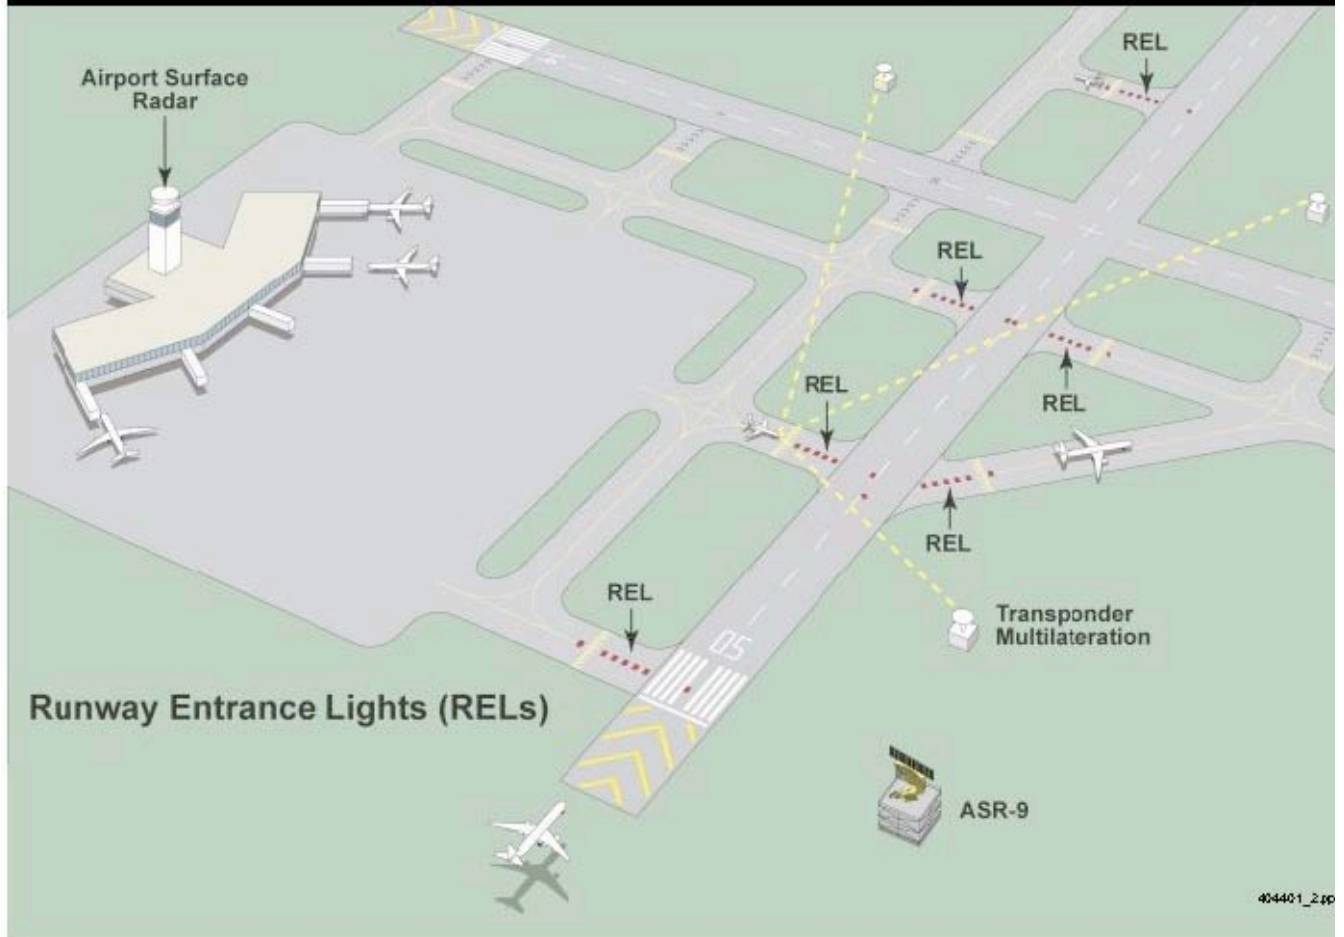 REL
Airport Surface
Radar
REL
REL
REL
REL
REL
Transponder
Multilateration
05
Runway Entrance Lights (RELs)
ASR-9
404401_2.pp